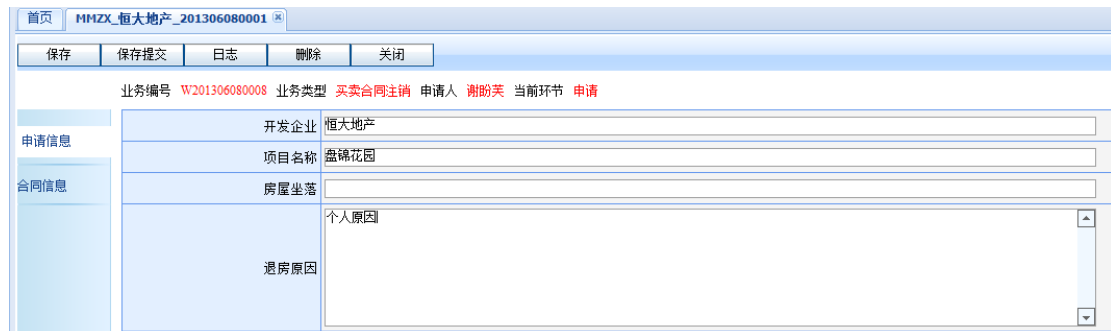 首页 MMZX_恒大地产_201306080001
保存 保存提交 日志 删除 关闭
业务编号 W201306080008 业务类型 买卖合同注销 申请人 谢盼芙 当前环节 申请
申请信息
合同信息
开发企业 恒大地产
项目名称 盘锦花园
房屋坐落
退房原因 个人原因